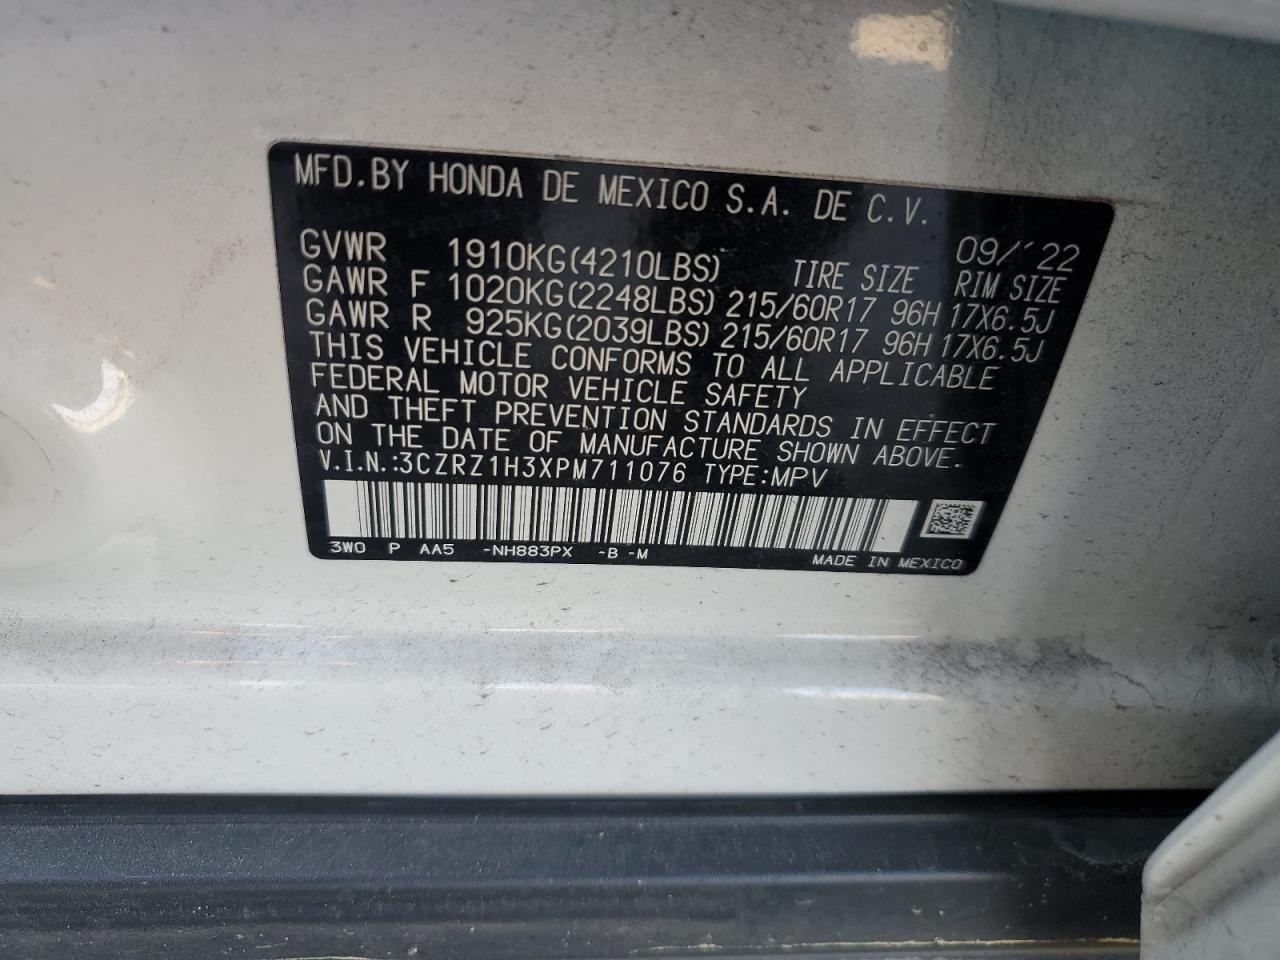 MFD.BY HONDA DE MEXICO S.A. DE C.V.
09/'22
GVWR 1910KG(4210LBS) TIRE SIZE RIM SIZE
GAWR F 1020KG(2248LBS) 215/60R17 96H 17X6.5J
GAWR R 925KG(2039LBS) 215/60R17 96H 17X6.5J
THIS VEHICLE CONFORMS TO ALL APPLICABLE
FEDERAL MOTOR VEHICLE SAFETY
AND THEFT PREVENTION STANDARDS IN EFFECT
ON THE DATE OF MANUFACTURE SHOWN ABOVE.
V.I.N.:3CZRZ1H3XPM711076 TYPE:MPV
3W0 P AA5 -NH883PX -B -M
MADE IN MEXICO